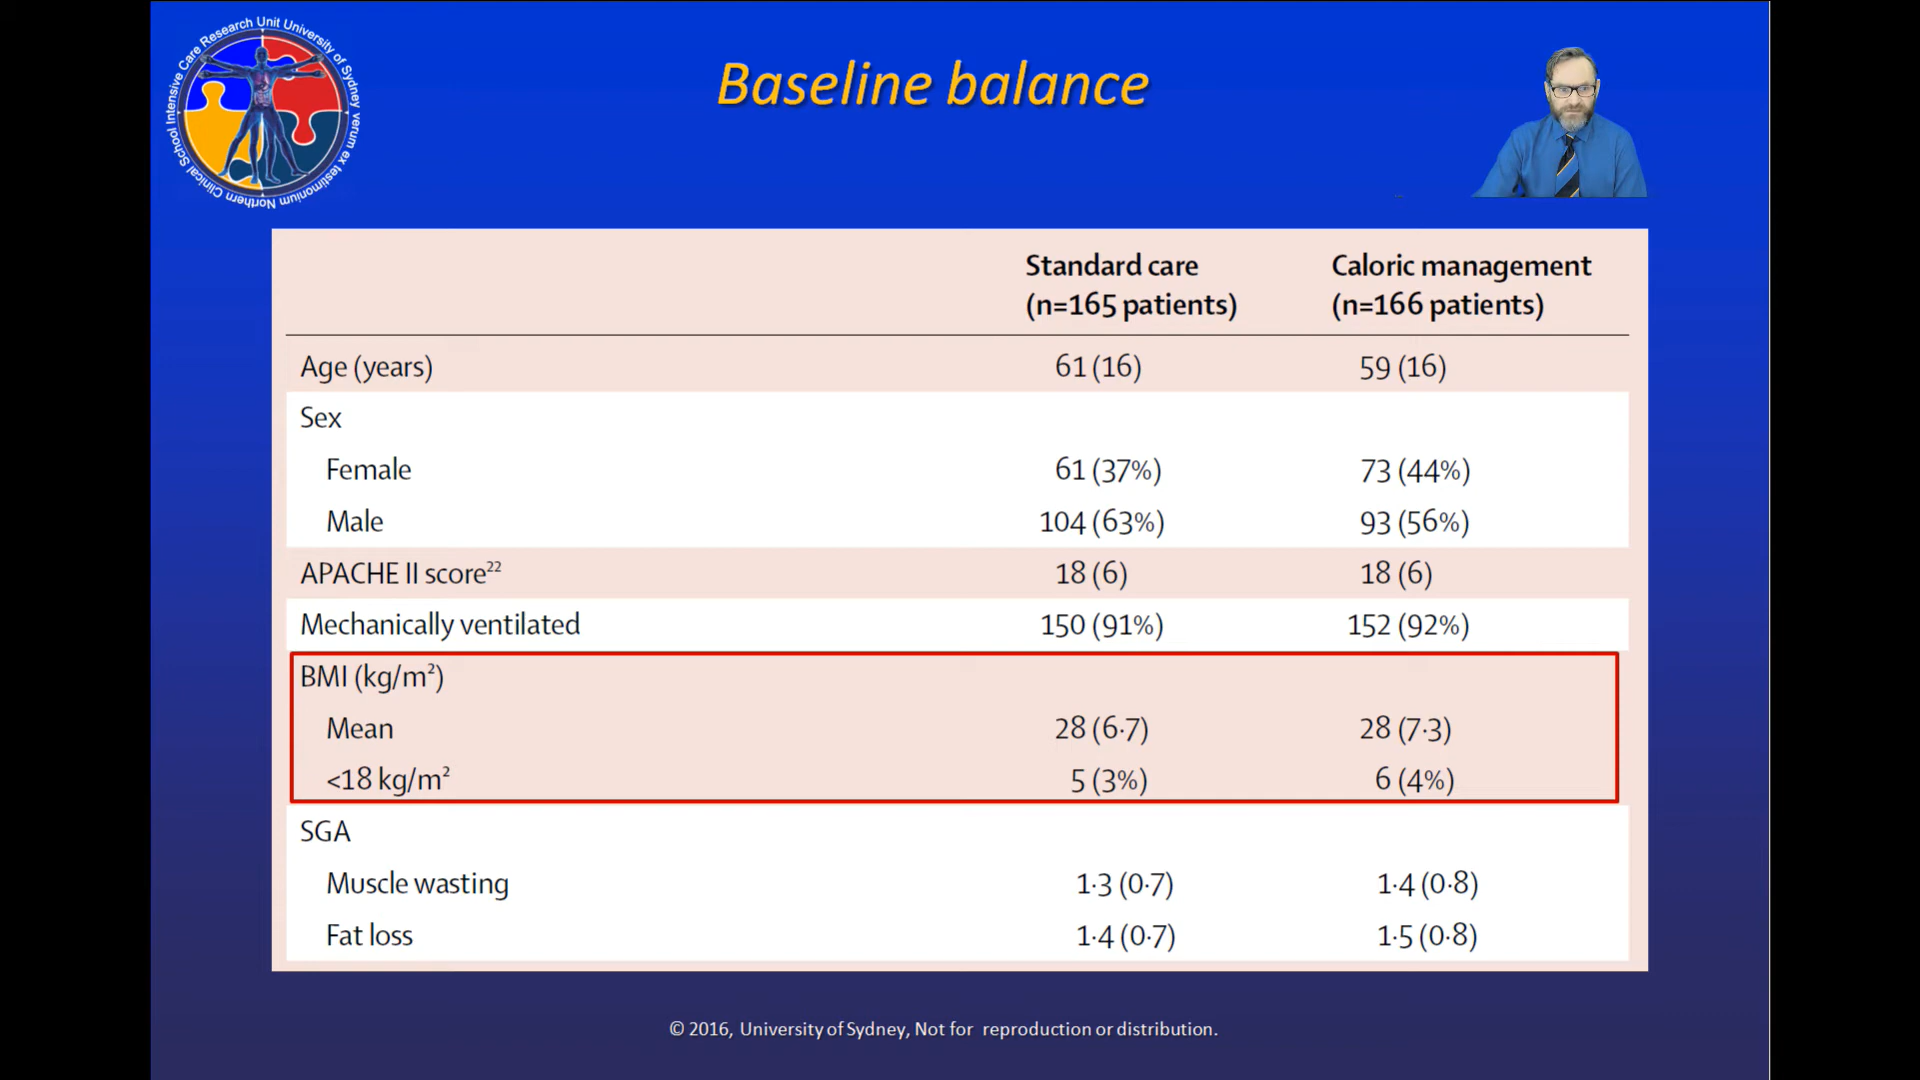 Northern Clinical School Intensive Care Research Unit University of Sydney verum ex testimonium
Baseline balance
Standard care Caloric management
(n=165 patients) (n=166 patients)
Age (years) 61 (16) 59 (16)
Sex
Female 61 (37%) 73 (44%)
Male 104 (63%) 93 (56%)
APACHE II score²² 18 (6) 18 (6)
Mechanically ventilated 150 (91%) 152 (92%)
BMI (kg/m²)
Mean 28 (6·7) 28 (7·3)
<18 kg/m² 5 (3%) 6 (4%)
SGA
Muscle wasting 1·3 (0·7) 1·4 (0·8)
Fat loss 1·4 (0·7) 1·5 (0·8)
© 2016, University of Sydney, Not for reproduction or distribution.